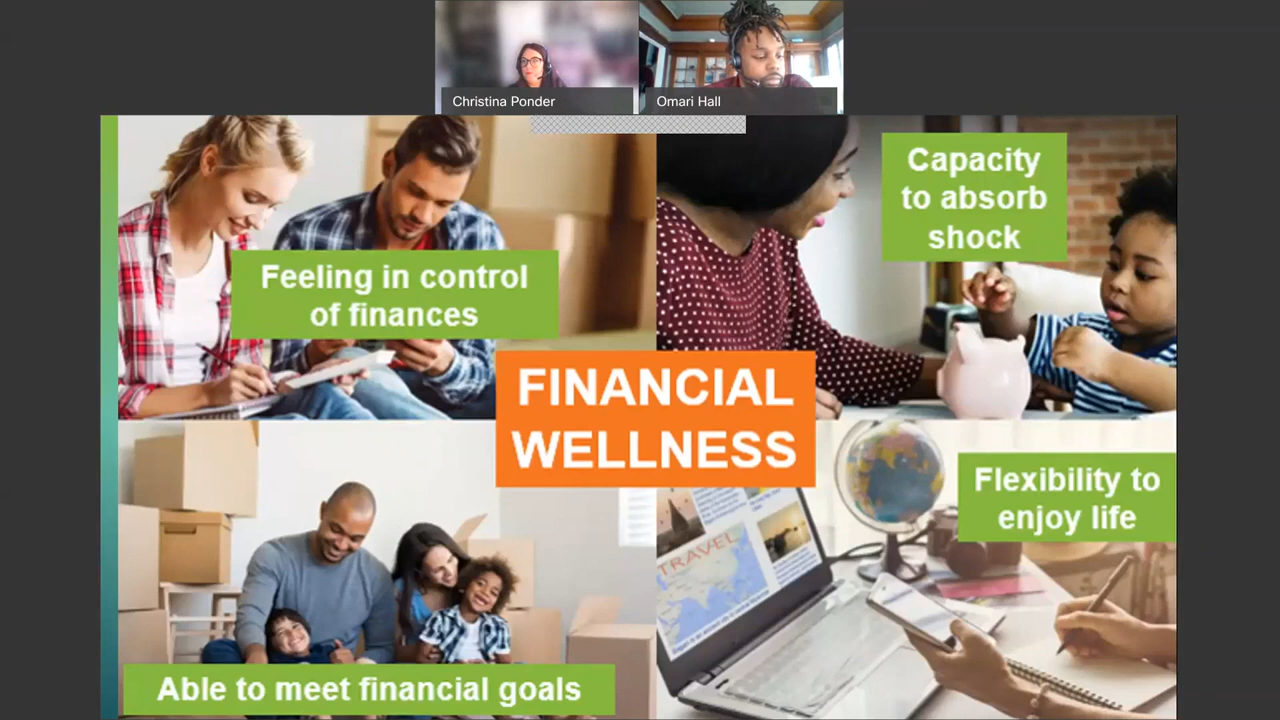 Christina Ponder
Omari Hall
Feeling in control
of finances
Capacity
to absorb
shock
FINANCIAL
WELLNESS
Flexibility to
enjoy life
TRAVEL
Able to meet financial goals